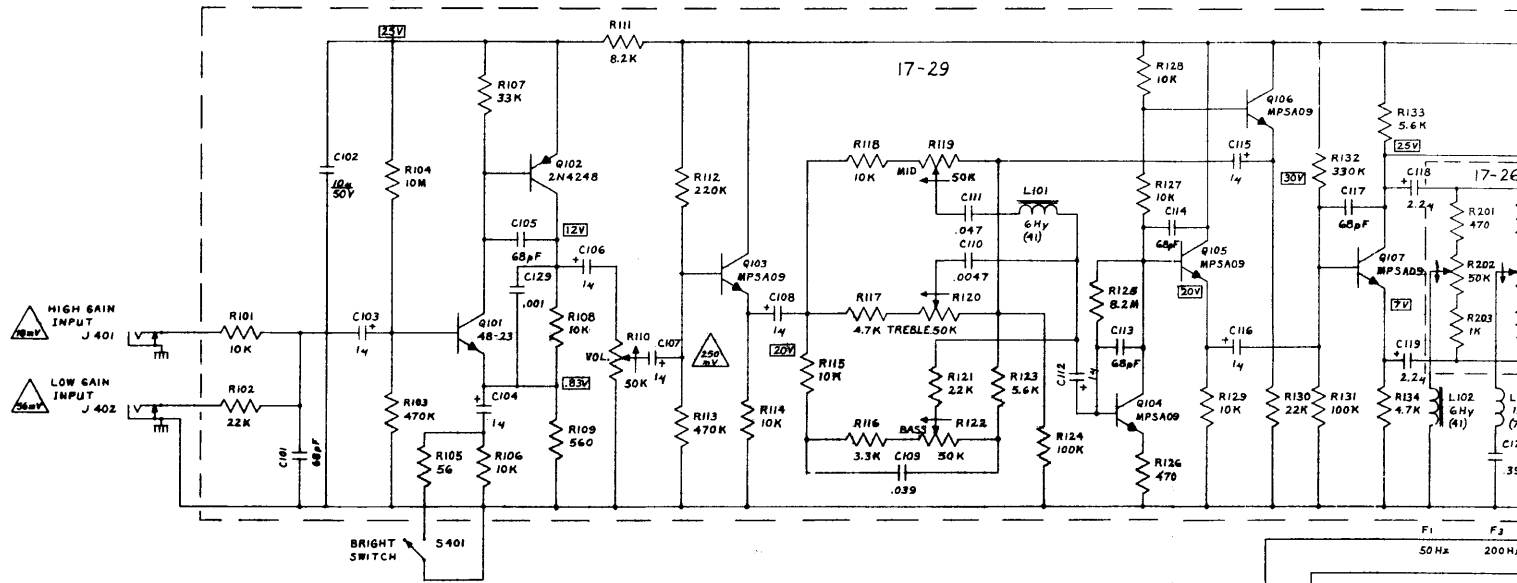 17-29
25V
R111
8.2K
R107
33K
C102
10u
50V
R104
10M
Q102
2N4248
C105
68pF
12V
C129
.001
C106
1u
R108
10K
HIGH GAIN
INPUT
J401
R101
10K
C103
1u
Q101
48-23
R110
VOL.
50K
C107
1u
LOW GAIN
INPUT
J402
56mV
R102
22K
C101
68pF
R103
470K
.83V
C104
1u
R105
56
R106
10K
R109
560
BRIGHT
SWITCH
S401
R112
220K
R113
470K
250
mV
Q103
MPSA09
R114
10K
C108
1u
20V
R118
10K
R119
MID
50K
C111
.047
L101
6Hy
(41)
C110
.0047
R117
4.7K
R120
TREBLE
50K
R115
R121
22K
R123
5.6K
C112
1u
R116
3.3K
BASS
R122
50K
C109
.039
R124
100K
R128
10K
R127
10K
C114
68pF
8.2M
C113
68pF
Q104
MPSA09
R126
470
Q105
MPSA09
20V
Q106
MPSA09
C115
1u
30V
C116
1u
R129
10K
R130
22K
R131
100K
R132
330K
C117
68pF
R133
5.6K
25V
C118
2.2u
Q107
MPSA09
7V
C119
2.2u
R134
4.7K
17-26
R201
470
R202
50K
R203
1K
L102
6Hy
(41)
F1
50Hz
F3
200H